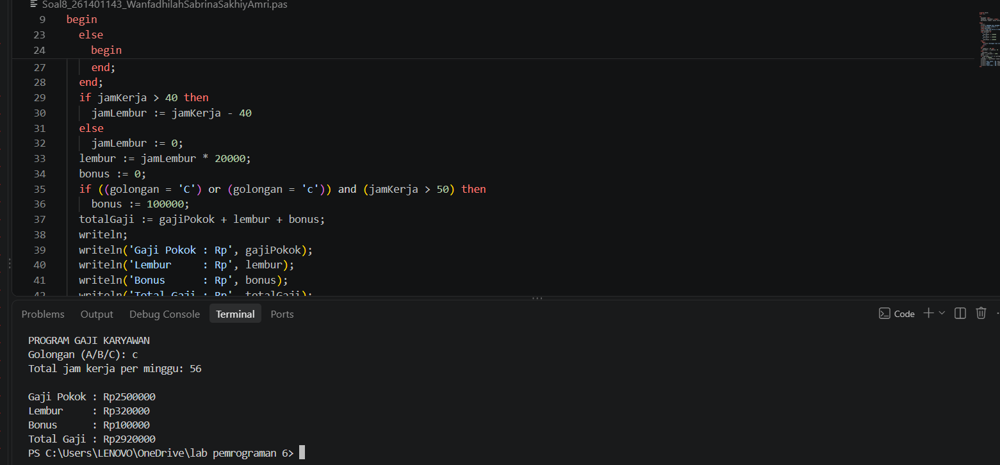 Soal8_261401143_WanfadhilahSabrinaSakhiyAmri.pas
9 begin
23 else
24 begin
27 end;
28 end;
29 if jamKerja > 40 then
30 jamLembur := jamKerja - 40
31 else
32 jamLembur := 0;
33 lembur := jamLembur * 20000;
34 bonus := 0;
35 if ((golongan = 'C') or (golongan = 'c')) and (jamKerja > 50) then
36 bonus := 100000;
37 totalGaji := gajiPokok + lembur + bonus;
38 writeln;
39 writeln('Gaji Pokok : Rp', gajiPokok);
40 writeln('Lembur     : Rp', lembur);
41 writeln('Bonus      : Rp', bonus);
42 writeln('Total Gaji : Rp', totalGaji);
Problems Output Debug Console Terminal Ports Code
PROGRAM GAJI KARYAWAN
Golongan (A/B/C): c
Total jam kerja per minggu: 56
Gaji Pokok : Rp2500000
Lembur     : Rp320000
Bonus      : Rp100000
Total Gaji : Rp2920000
PS C:\Users\LENOVO\OneDrive\lab pemrograman 6>